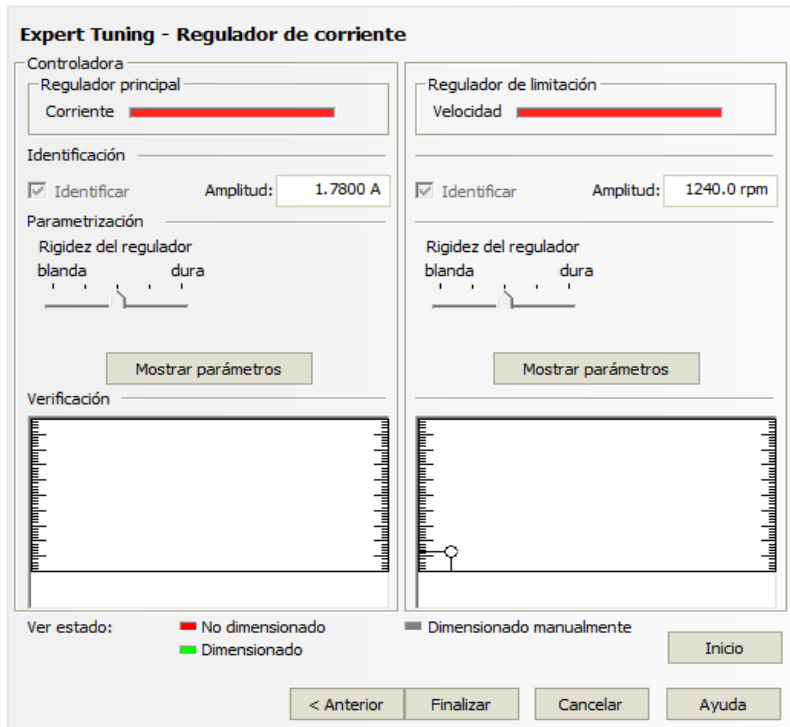 Expert Tuning - Regulador de corriente
Controladora
Regulador principal
Corriente
Regulador de limitación
Velocidad
Identificación
Identificar Amplitud: 1.7800 A
Identificar Amplitud: 1240.0 rpm
Parametrización
Rigidez del regulador
blanda dura
Rigidez del regulador
blanda dura
Mostrar parámetros
Mostrar parámetros
Verificación
Ver estado: No dimensionado Dimensionado manualmente
Dimensionado
Inicio
< Anterior Finalizar Cancelar Ayuda